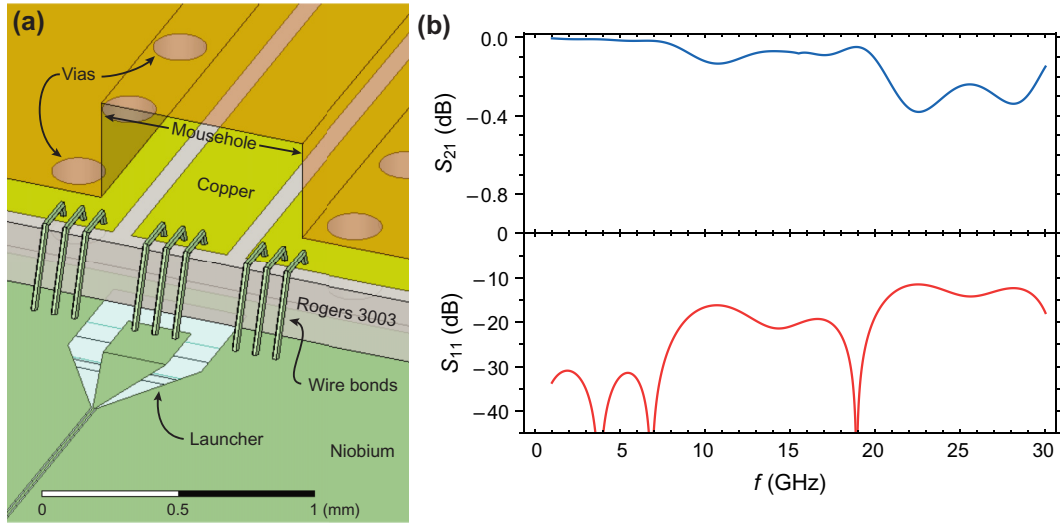 (a)
Vias
Mousehole
Copper
Rogers 3003
Wire bonds
Launcher
Niobium
0 0.5 1 (mm)
(b)
0.0
−0.4
−0.8
S21 (dB)
0
−10
−20
−30
−40
S11 (dB)
0 5 10 15 20 25 30
f (GHz)